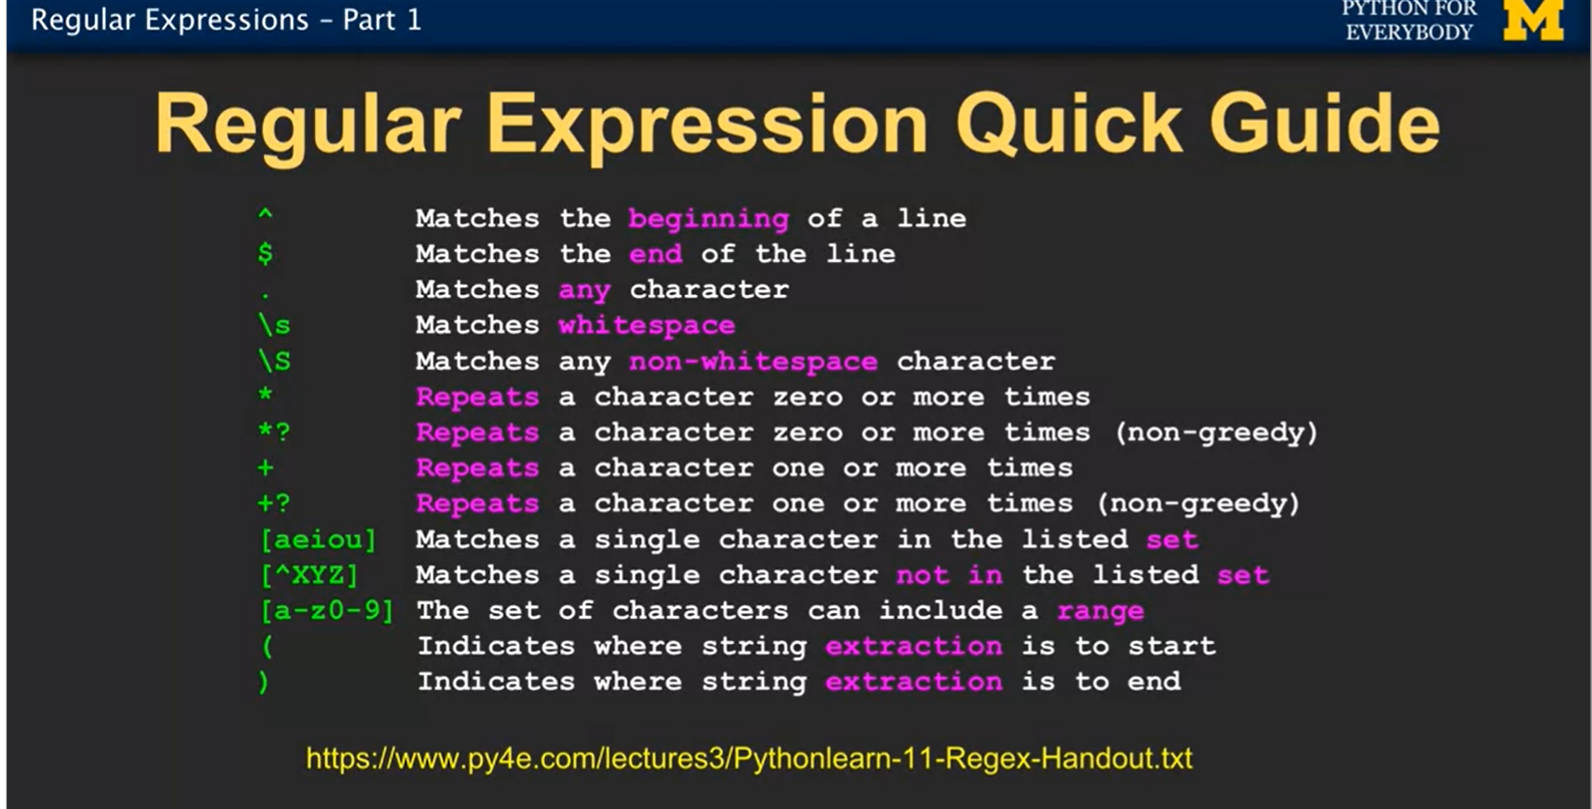 Regular Expressions – Part 1
PYTHON FOR
EVERYBODY
M
Regular Expression Quick Guide
^ Matches the beginning of a line
$ Matches the end of the line
. Matches any character
\s Matches whitespace
\S Matches any non-whitespace character
* Repeats a character zero or more times
*? Repeats a character zero or more times (non-greedy)
+ Repeats a character one or more times
+? Repeats a character one or more times (non-greedy)
[aeiou] Matches a single character in the listed set
[^XYZ] Matches a single character not in the listed set
[a-z0-9] The set of characters can include a range
( Indicates where string extraction is to start
) Indicates where string extraction is to end
https://www.py4e.com/lectures3/Pythonlearn-11-Regex-Handout.txt